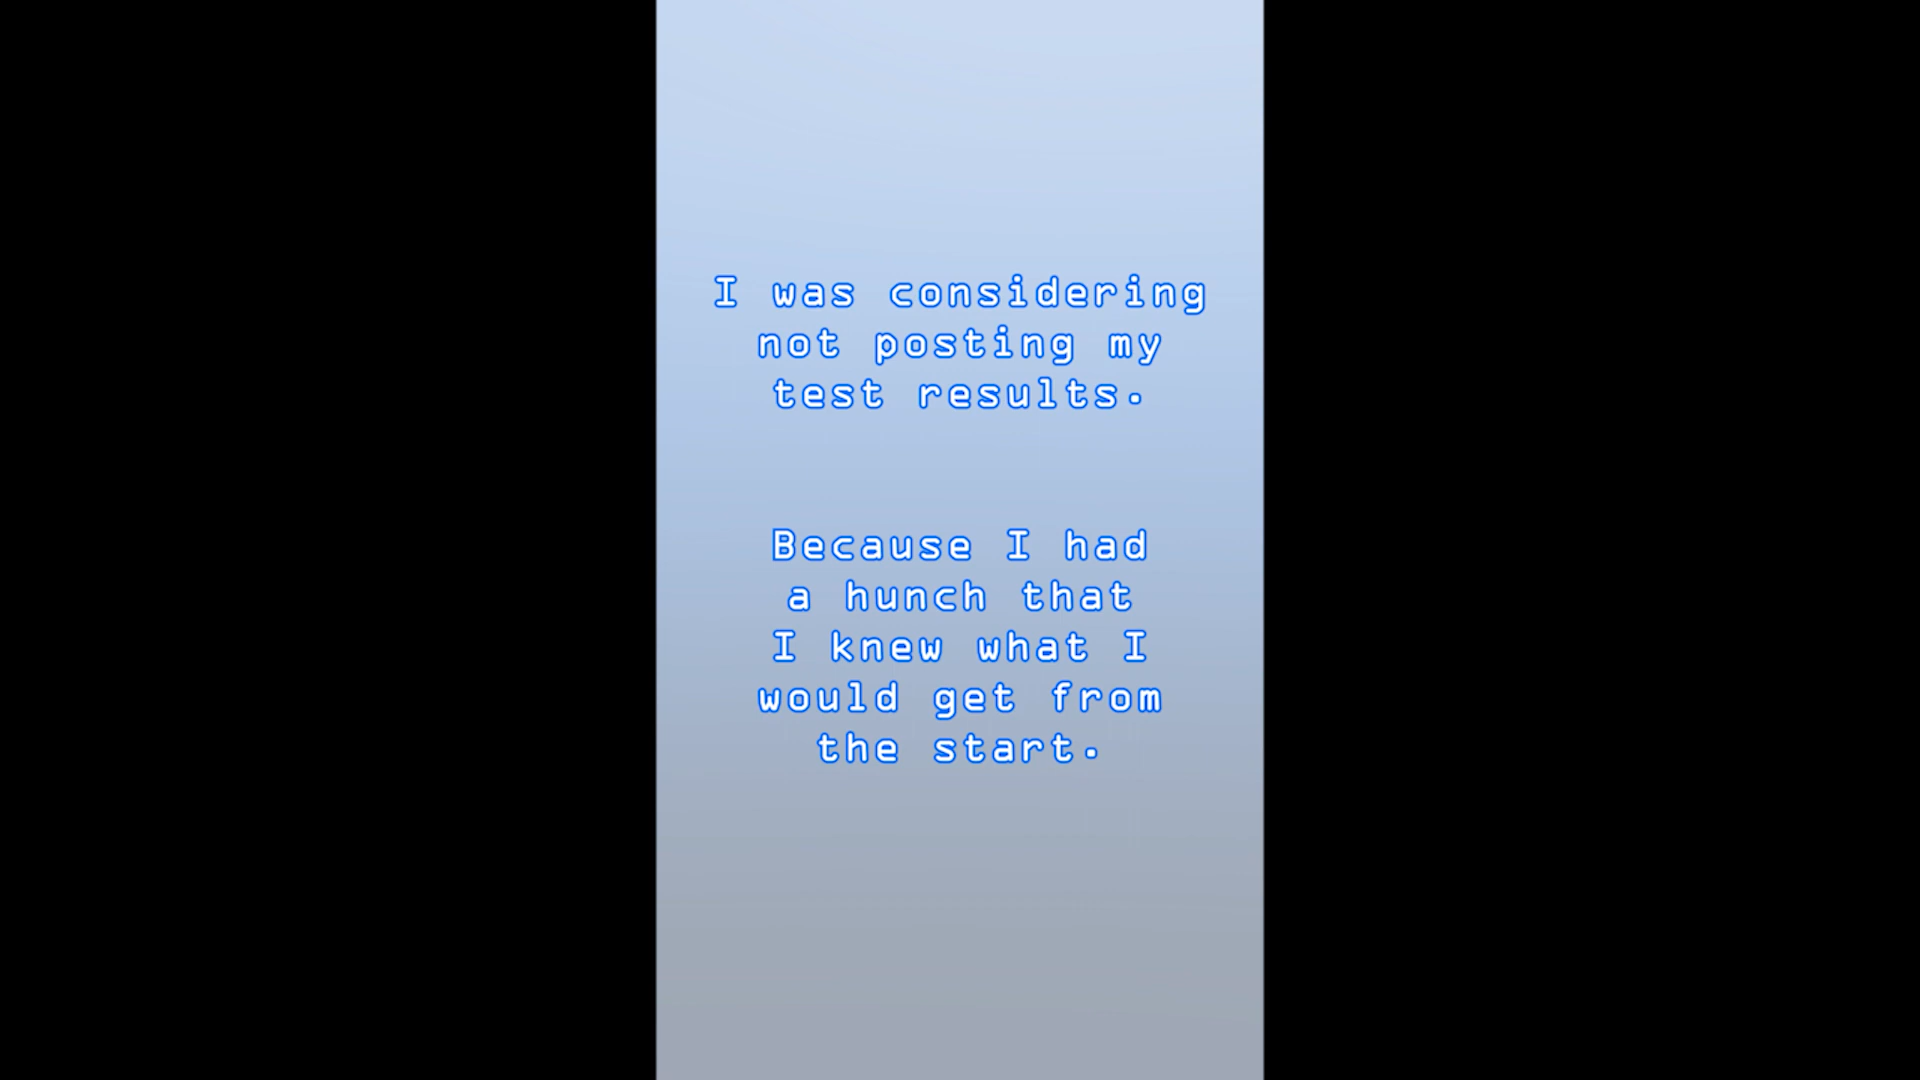 I was considering
not posting my
test results.
Because I had
a hunch that
I knew what I
would get from
the start.